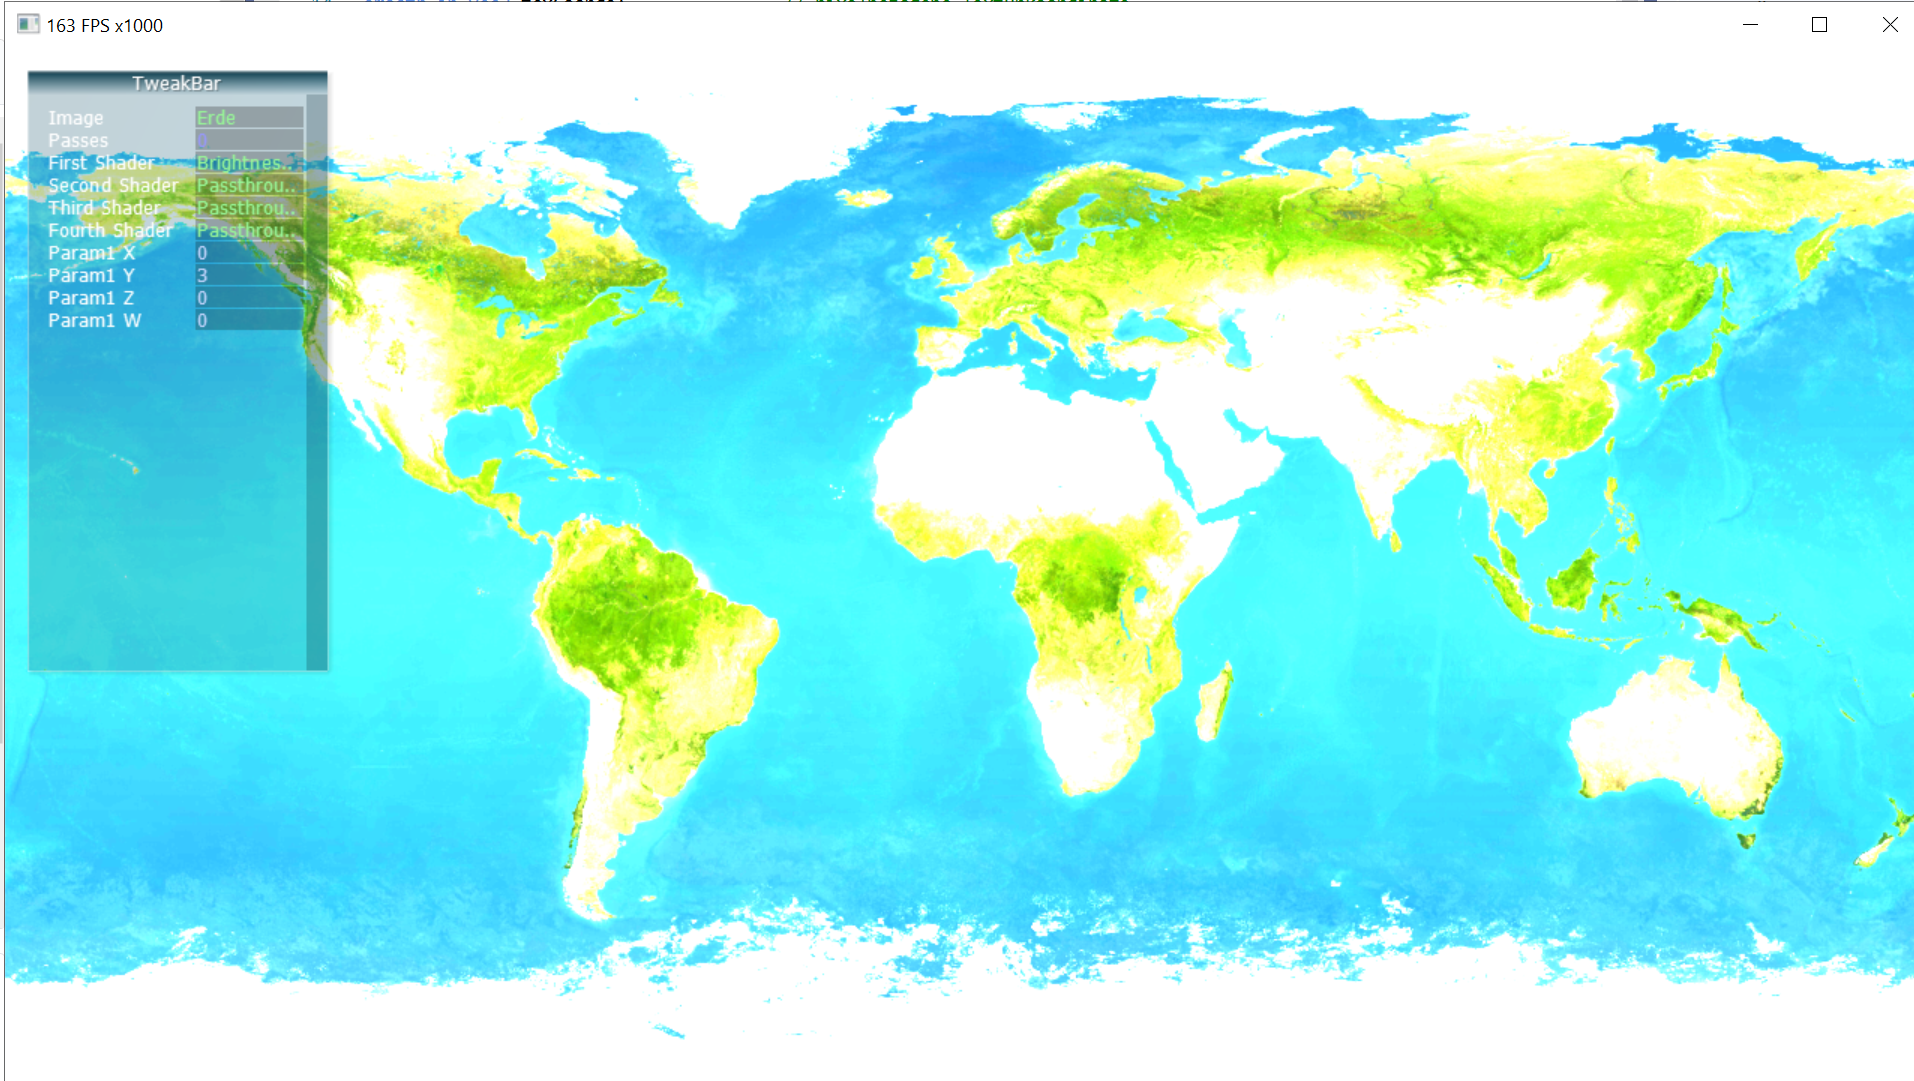 163 FPS x1000
TweakBar
Image Erde
Passes
First Shader Brightnes..
Second Shader Passthrou..
Third Shader Passthrou..
Fourth Shader Passthrou..
Param1 X 0
Param1 Y 3
Param1 Z 0
Param1 W 0